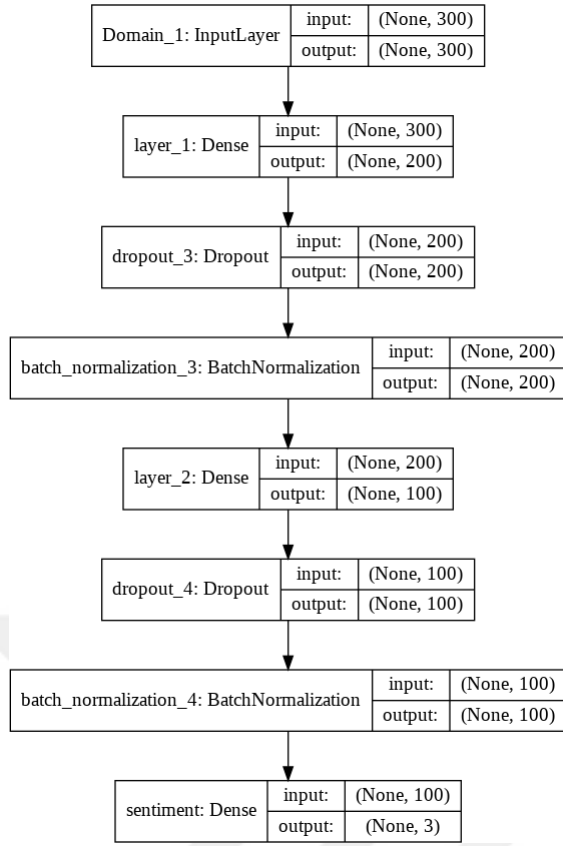 Domain_1: InputLayer
input: (None, 300)
output: (None, 300)
layer_1: Dense
input: (None, 300)
output: (None, 200)
dropout_3: Dropout
input: (None, 200)
output: (None, 200)
batch_normalization_3: BatchNormalization
input: (None, 200)
output: (None, 200)
layer_2: Dense
input: (None, 200)
output: (None, 100)
dropout_4: Dropout
input: (None, 100)
output: (None, 100)
batch_normalization_4: BatchNormalization
input: (None, 100)
output: (None, 100)
sentiment: Dense
input: (None, 100)
output: (None, 3)